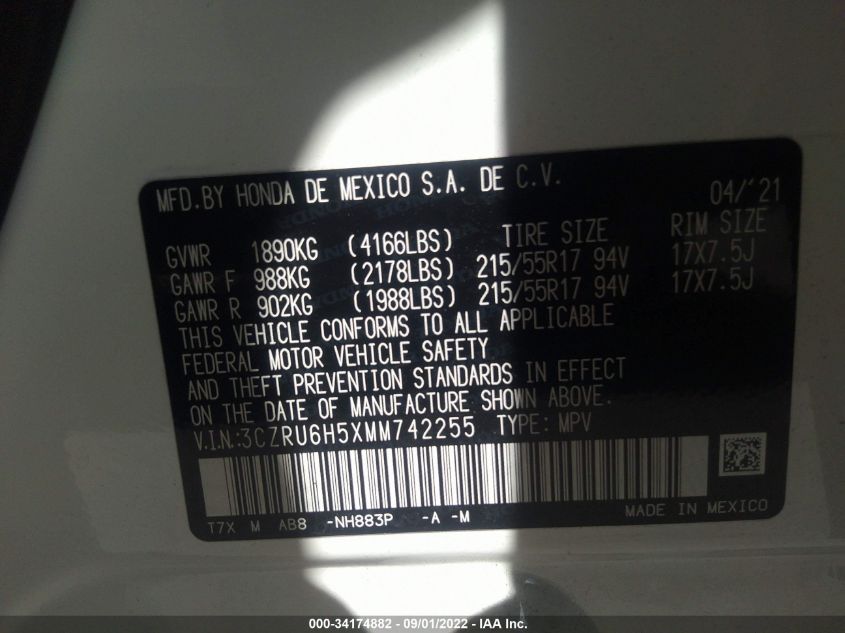 MFD.BY HONDA DE MEXICO S.A. DE C.V. 04/'21
GVWR 1890KG (4166LBS) TIRE SIZE RIM SIZE
GAWR F 988KG (2178LBS) 215/55R17 94V 17X7.5J
GAWR R 902KG (1988LBS) 215/55R17 94V 17X7.5J
THIS VEHICLE CONFORMS TO ALL APPLICABLE
FEDERAL MOTOR VEHICLE SAFETY
AND THEFT PREVENTION STANDARDS IN EFFECT
ON THE DATE OF MANUFACTURE SHOWN ABOVE.
V.I.N:3CZRU6H5XMM742255 TYPE: MPV
T7X M AB8 -NH883P -A -M MADE IN MEXICO
000-34174882 - 09/01/2022 - IAA Inc.